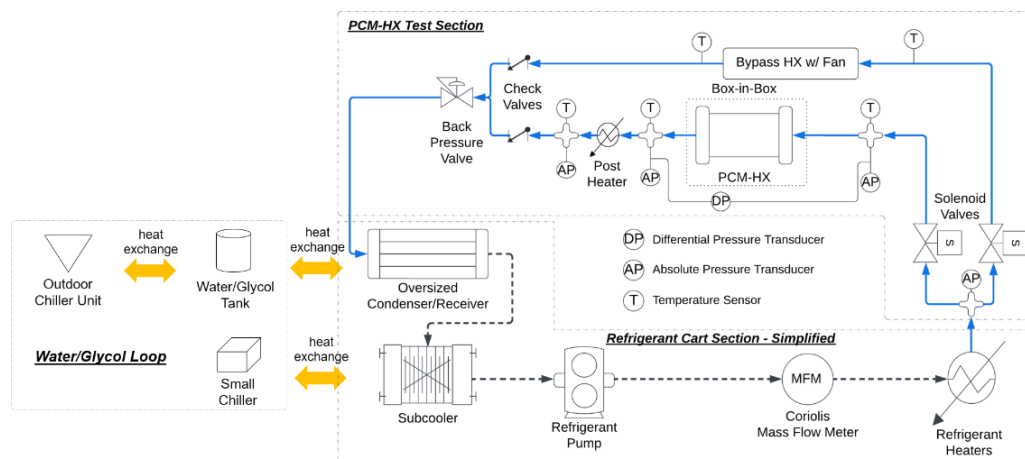 PCM-HX Test Section
T
T
Bypass HX w/ Fan
Check
Valves
Box-in-Box
Back
Pressure
Valve
T
T
T
Post
Heater
PCM-HX
AP
AP
AP
DP
Solenoid
Valves
S
S
AP
heat
exchange
heat
exchange
Outdoor
Chiller Unit
Water/Glycol
Tank
Oversized
Condenser/Receiver
DP Differential Pressure Transducer
AP Absolute Pressure Transducer
T Temperature Sensor
Water/Glycol Loop
Small
Chiller
heat
exchange
Subcooler
Refrigerant Cart Section - Simplified
Refrigerant
Pump
MFM
Coriolis
Mass Flow Meter
Refrigerant
Heaters